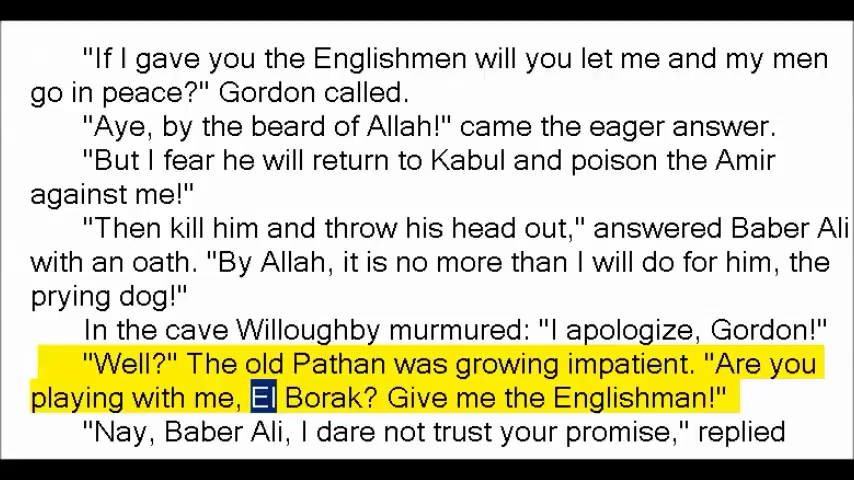 "If I gave you the Englishmen will you let me and my men
go in peace?" Gordon called.
"Aye, by the beard of Allah!" came the eager answer.
"But I fear he will return to Kabul and poison the Amir
against me!"
"Then kill him and throw his head out," answered Baber Ali
with an oath. "By Allah, it is no more than I will do for him, the
prying dog!"
In the cave Willoughby murmured: "I apologize, Gordon!"
"Well?" The old Pathan was growing impatient. "Are you
playing with me, El Borak? Give me the Englishman!"
"Nay, Baber Ali, I dare not trust your promise," replied